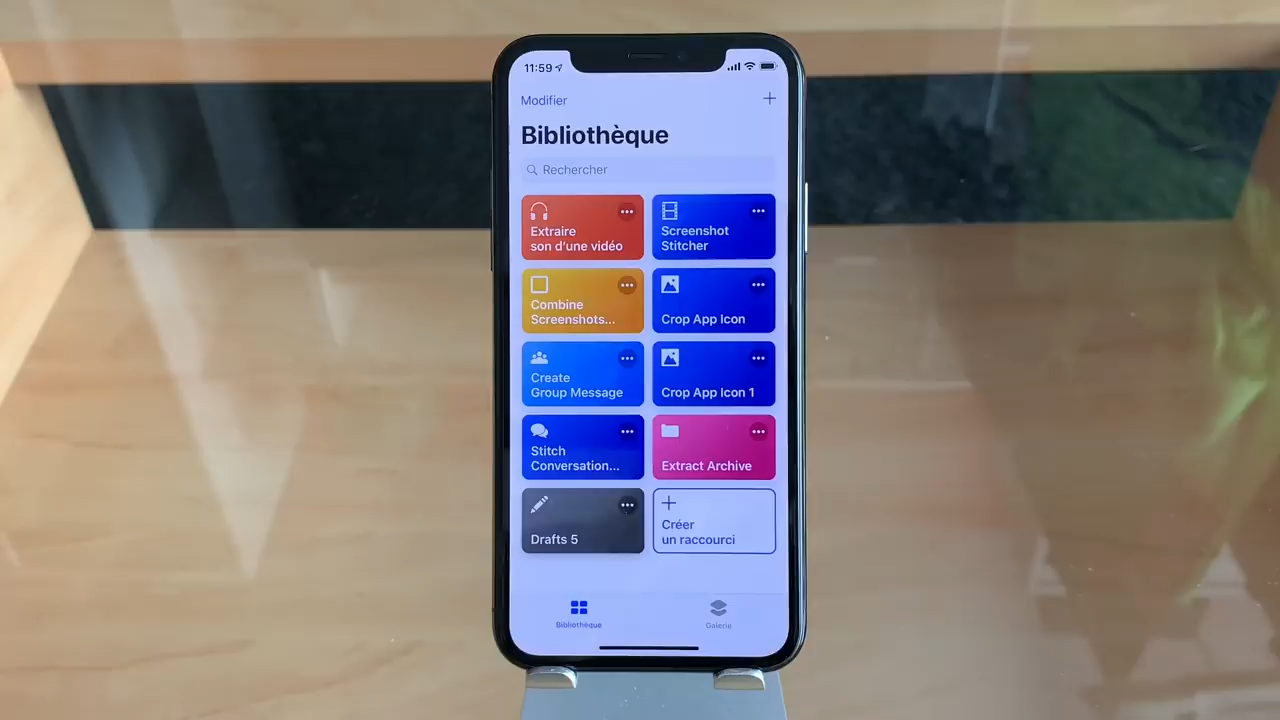 11:59
Modifier
Bibliothèque
Rechercher
Extraire
son d'une vidéo
Screenshot
Stitcher
Combine
Screenshots...
Crop App Icon
Create
Group Message
Crop App Icon 1
Stitch
Conversation...
Extract Archive
Drafts 5
Créer
un raccourci
Bibliothèque
Galerie